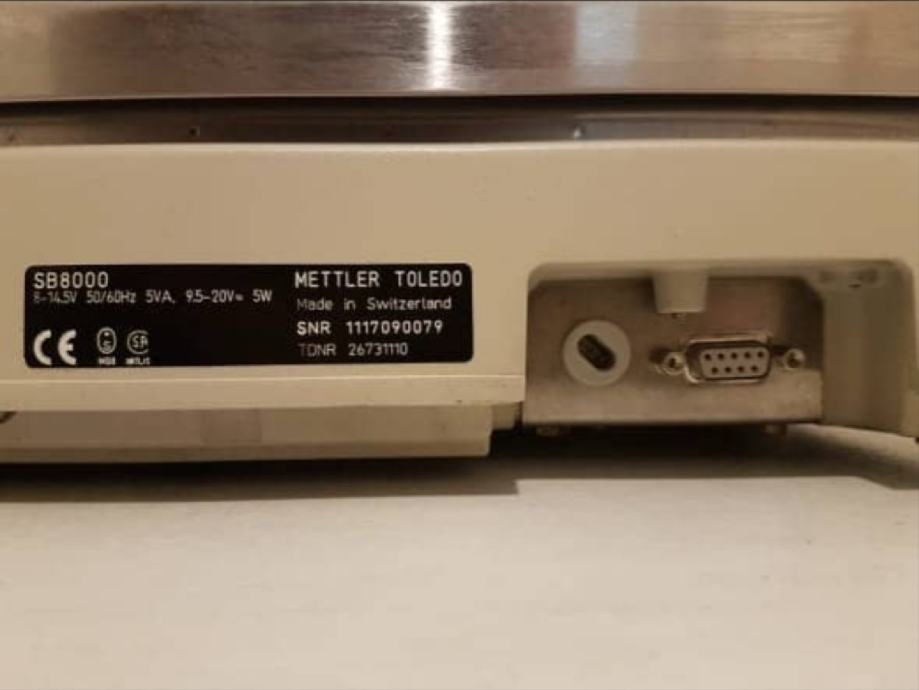 SB8000
8-14.5V 50/60Hz 5VA, 9.5-20V= 5W
CE
METTLER TOLEDO
Made in Switzerland
SNR 1117090079
TDNR 26731110